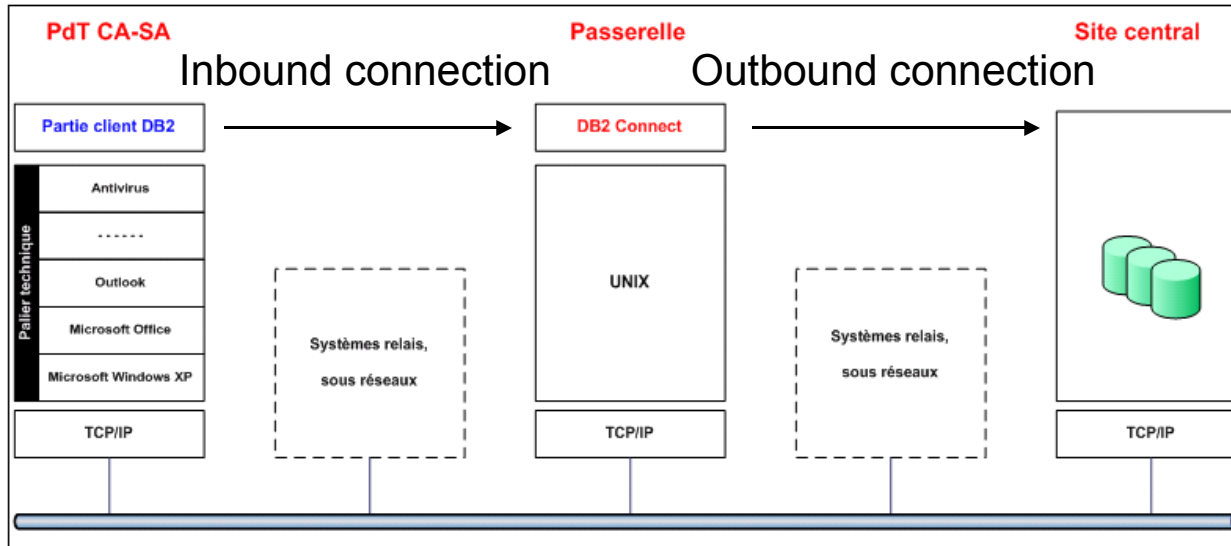 PdT CA-SA
Passerelle
Site central
Inbound connection
Outbound connection
Partie client DB2
DB2 Connect
Palier technique
Antivirus
- - - - - -
Outlook
Microsoft Office
Microsoft Windows XP
TCP/IP
Systèmes relais,
sous réseaux
UNIX
TCP/IP
Systèmes relais,
sous réseaux
TCP/IP